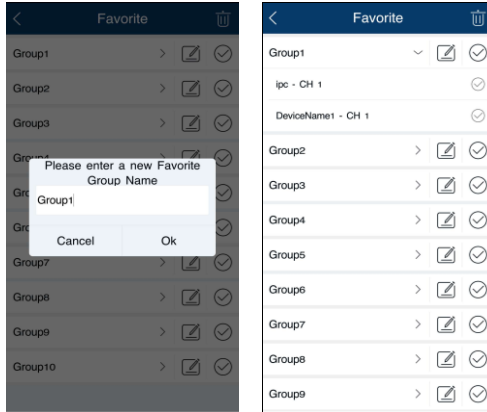 Favorite
Group1
Group2
Group3
Group4
Please enter a new Favorite
Group Name
Group1
Cancel Ok
Group7
Group8
Group9
Group10
Favorite
Group1
ipc - CH 1
DeviceName1 - CH 1
Group2
Group3
Group4
Group5
Group6
Group7
Group8
Group9